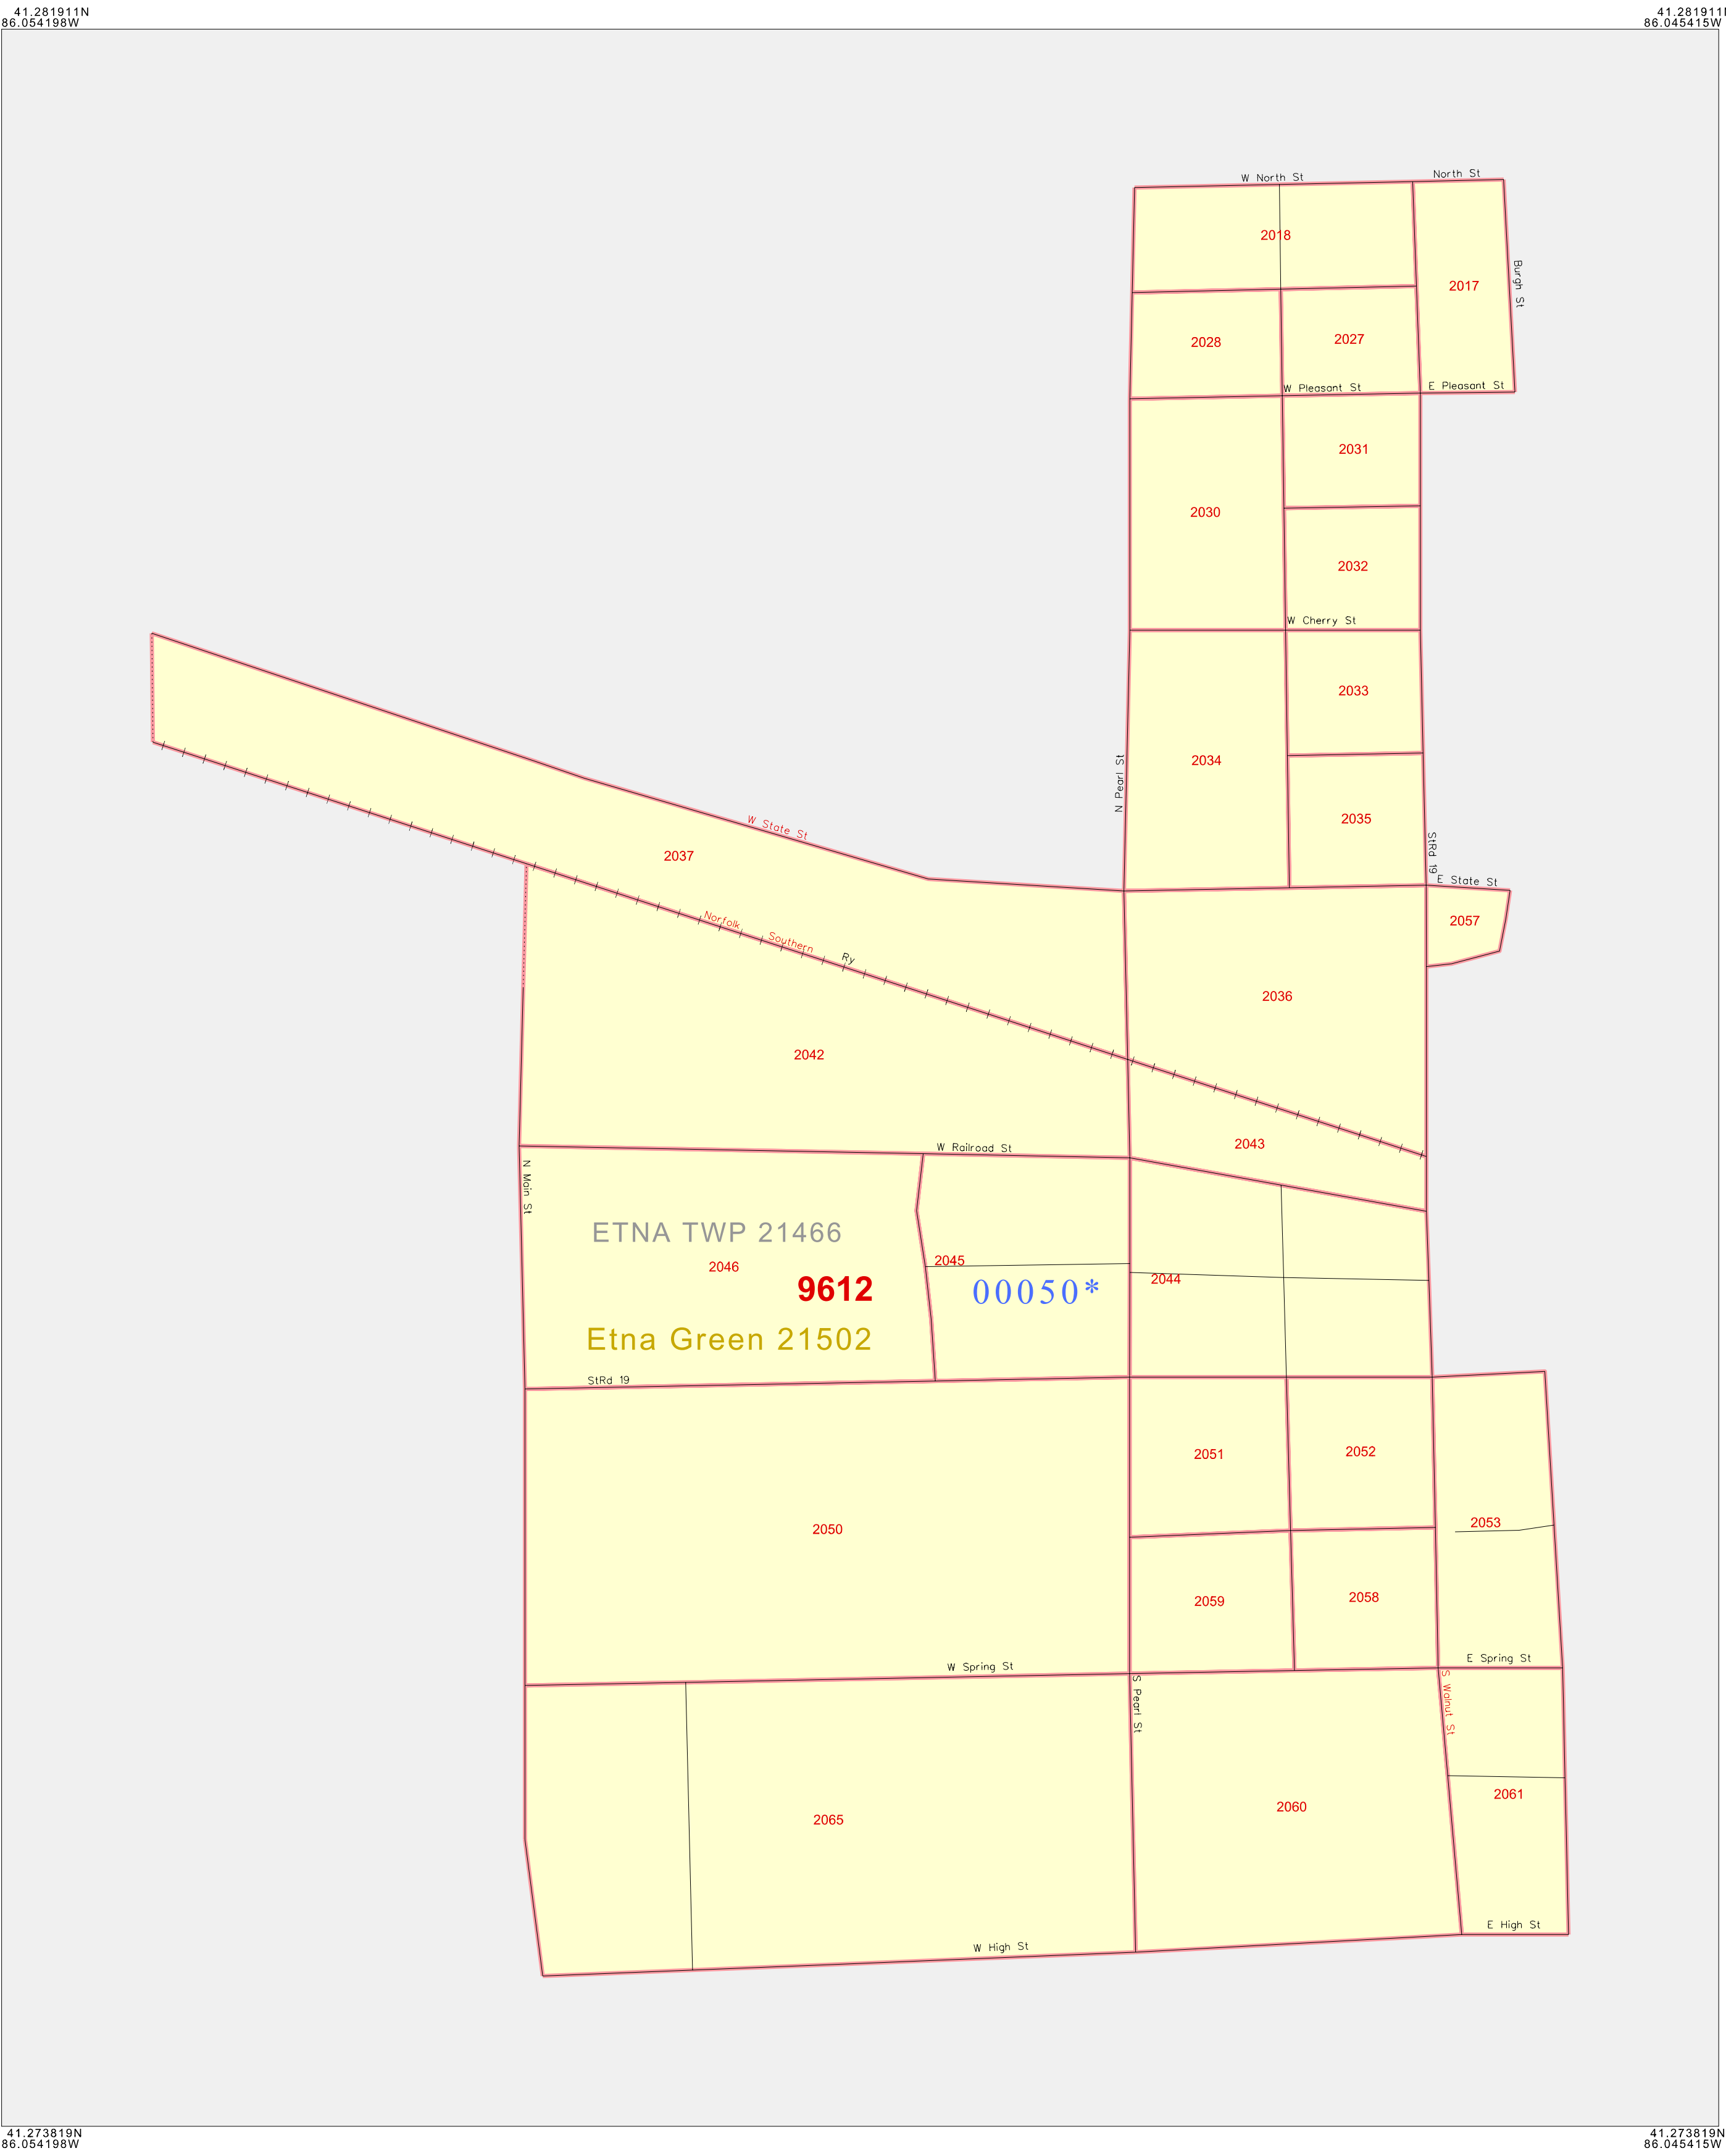 41.281911N
86.054198W
41.281911
86.045415W
W North St
North St
2018
Burgh St
2017
2028
2027
W Pleasant St
E Pleasant St
2031
2030
2032
W Cherry St
2033
N Pearl St
2034
2035
W State St
StRd 19
2037
E State St
2057
Norfolk
Southern
Ry
2036
2042
2043
W Railroad St
N Main St
ETNA TWP 21466
2045
2046
2044
9612
00050*
Etna Green 21502
StRd 19
2051
2052
2050
2053
2059
2058
W Spring St
E Spring St
S Pearl St
S Walnut St
2061
2065
2060
E High St
W High St
41.273819N
86.054198W
41.273819N
86.045415W